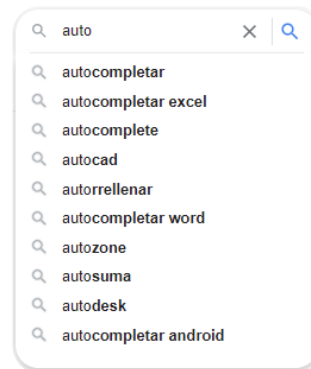 auto
autocompletar
autocompletar excel
autocomplete
autocad
autorrellenar
autocompletar word
autozone
autosuma
autodesk
autocompletar android